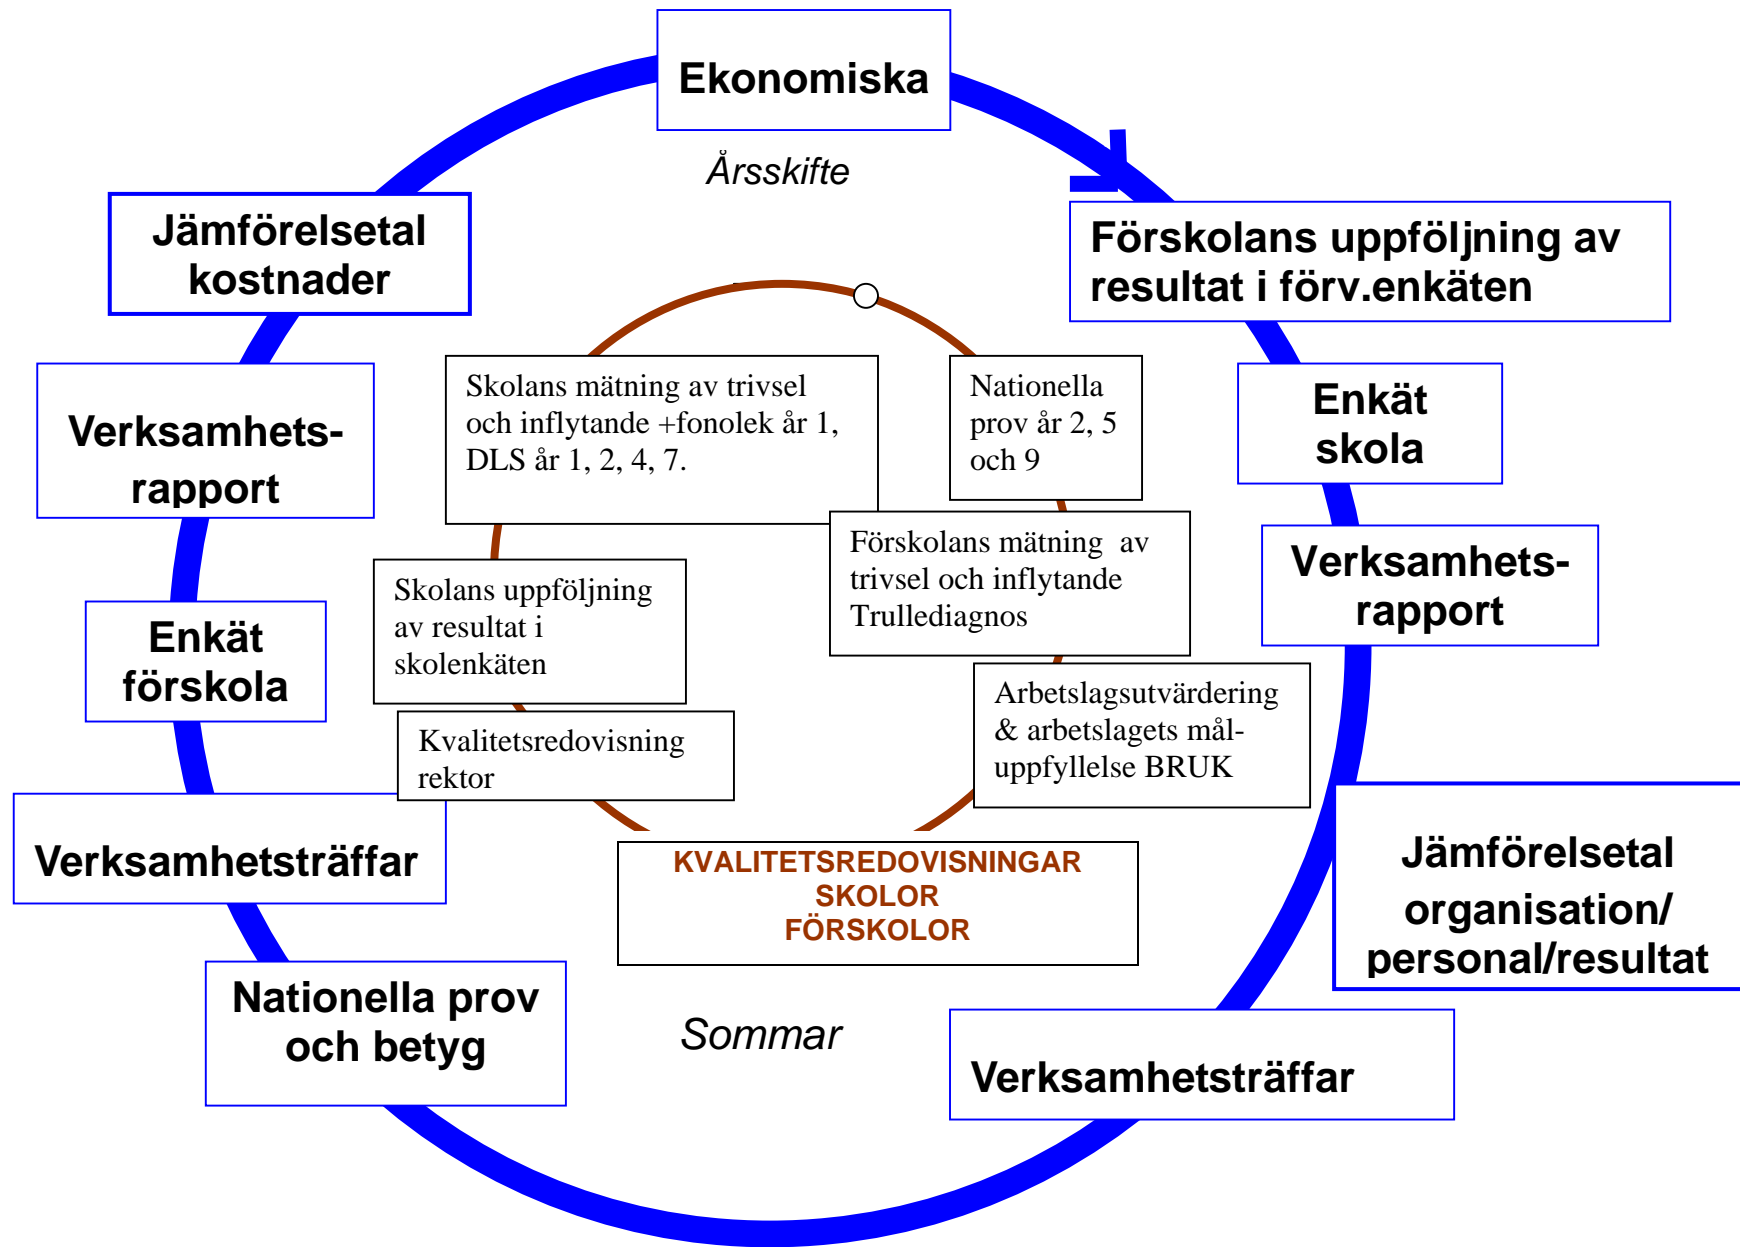 Ekonomiska
Årsskifte
Jämförelsetal
kostnader
Förskolans uppföljning av
resultat i förv.enkäten
Verksamhets-
rapport
Skolans mätning av trivsel
och inflytande +fonolek år 1,
DLS år 1, 2, 4, 7.
Nationella
prov år 2, 5
och 9
Enkät
skola
Förskolans mätning  av
trivsel och inflytande
Trullediagnos
Verksamhets-
rapport
Skolans uppföljning
av resultat i
skolenkäten
Enkät
förskola
Arbetslagsutvärdering
& arbetslagets mål-
uppfyllelse BRUK
Kvalitetsredovisning
rektor
Verksamhetsträffar
KVALITETSREDOVISNINGAR
SKOLOR
FÖRSKOLOR
Jämförelsetal
organisation/
personal/resultat
Nationella prov
och betyg
Sommar
Verksamhetsträffar